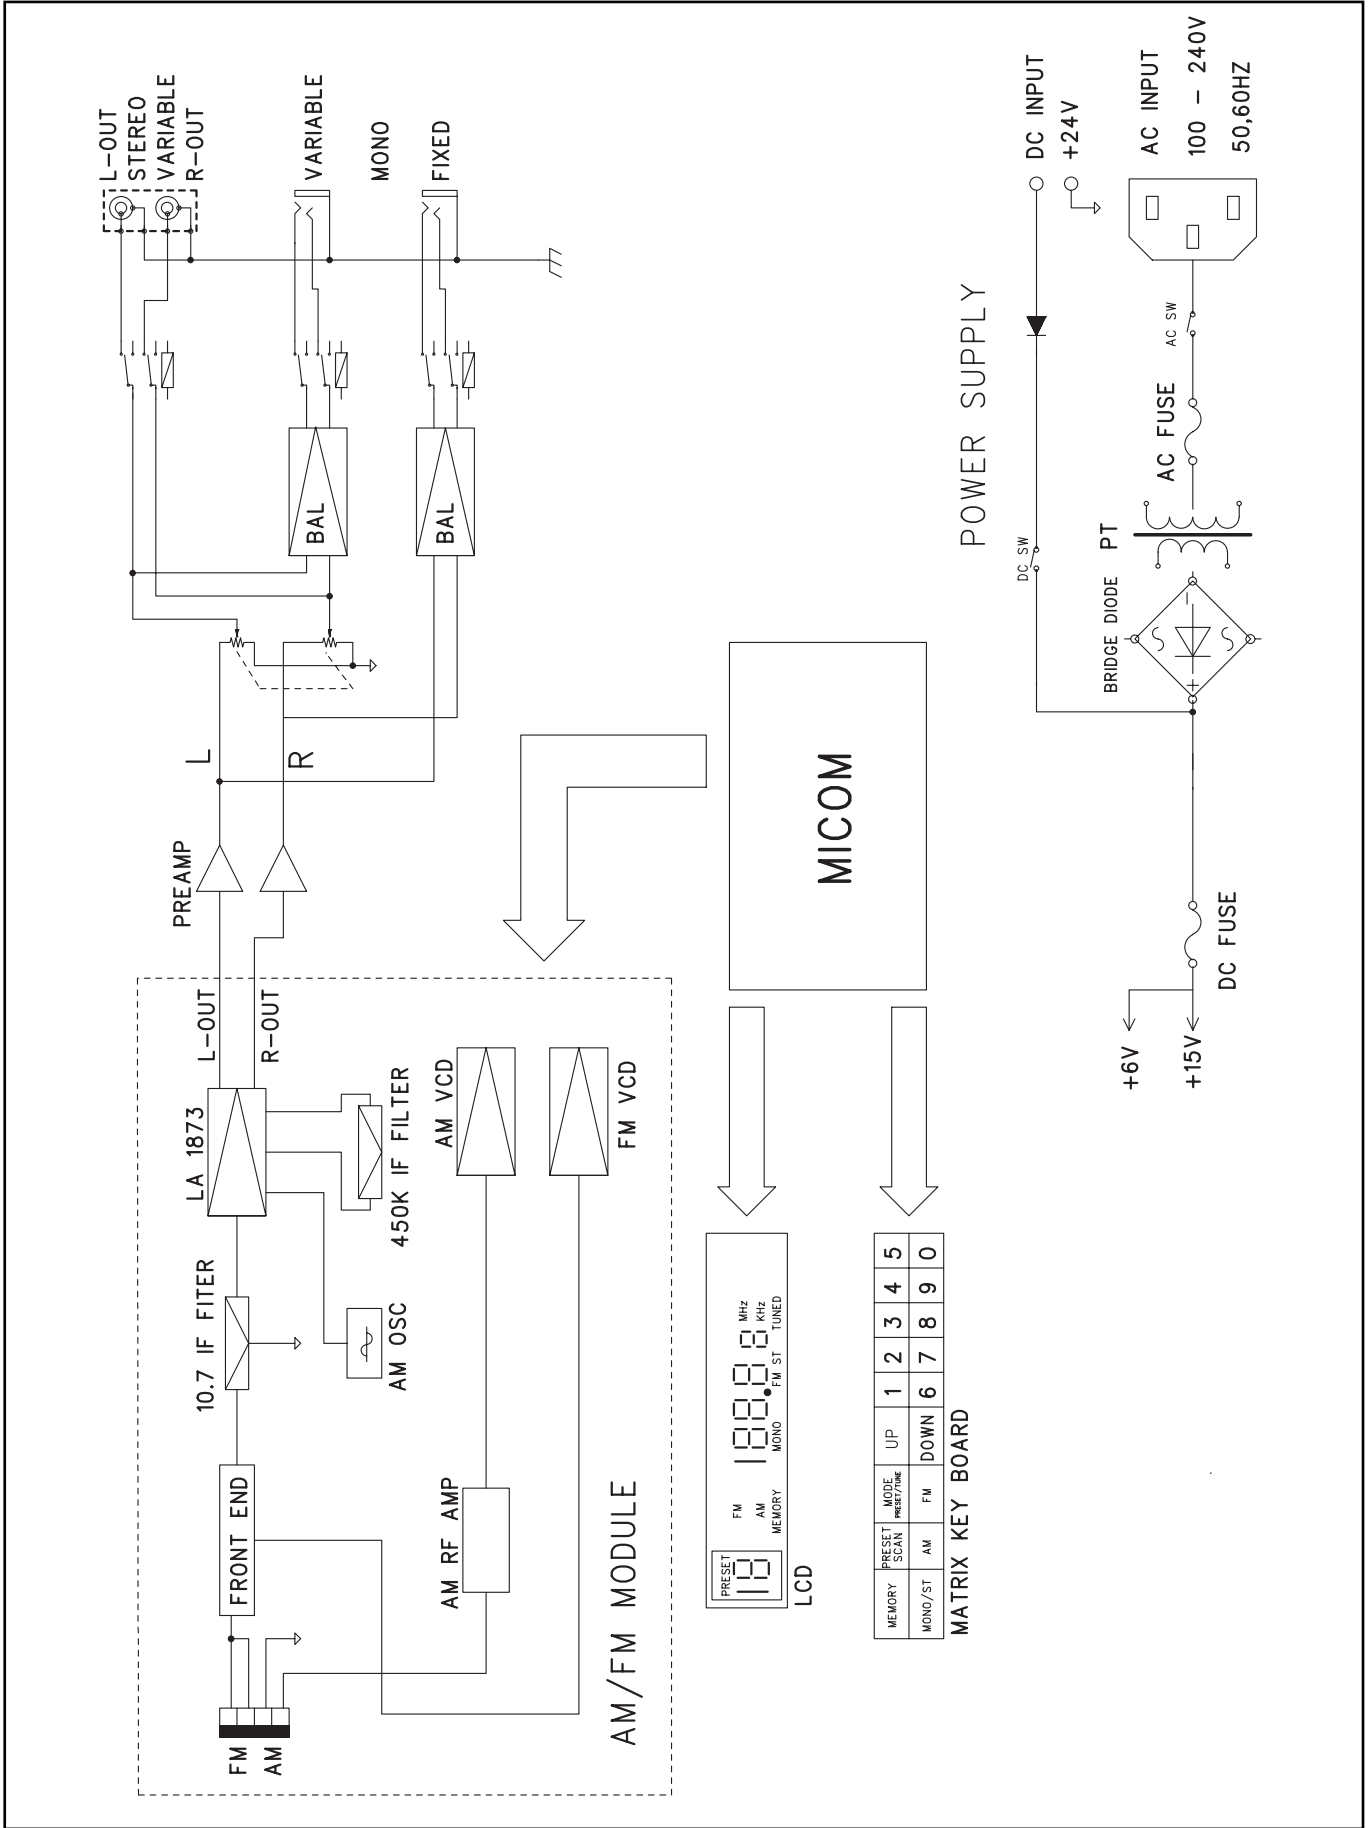 L-OUT
STEREO
VARIABLE
R-OUT
VARIABLE
MONO
FIXED
BAL
BAL
L
R
PREAMP
L-OUT
R-OUT
LA 1873
10.7 IF FITER
450K IF FILTER
AM OSC
FRONT END
AM RF AMP
AM VCD
FM VCD
FM
AM
AM/FM MODULE
MICOM
PRESET
18
FM
AM
MEMORY
188.8 8
MHz
KHz
MONO FM ST TUNED
LCD
MEMORY PRESET SCAN MODE PRESET/TUNE UP 1 2 3 4 5
MONO/ST AM FM DOWN 6 7 8 9 0
MATRIX KEY BOARD
POWER SUPPLY
DC INPUT
+24V
AC INPUT
100 - 240V
50,60HZ
DC SW
AC SW
AC FUSE
PT
BRIDGE DIODE
-
+
DC FUSE
+6V
+15V